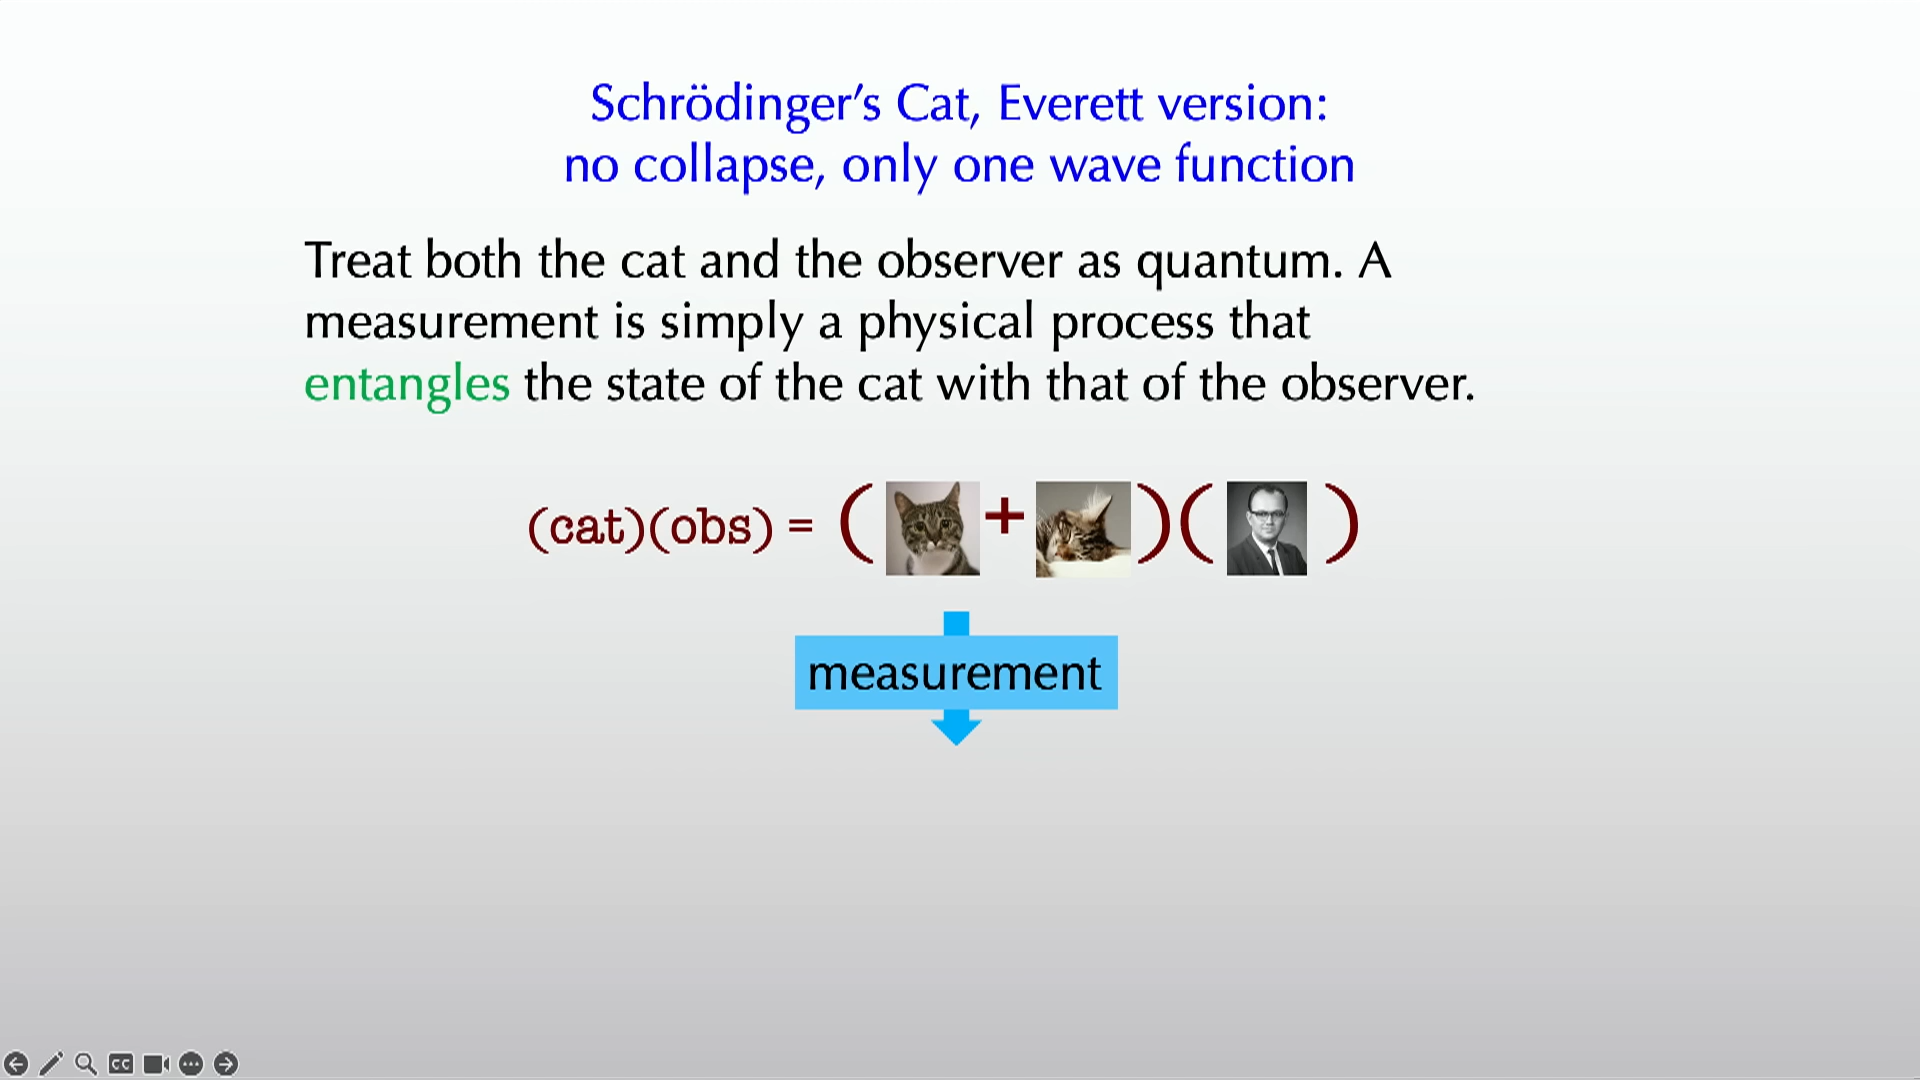 Schrödinger's Cat, Everett version:
no collapse, only one wave function
Treat both the cat and the observer as quantum. A
measurement is simply a physical process that
entangles the state of the cat with that of the observer.
(cat)(obs) = ( + )( )
measurement
CC